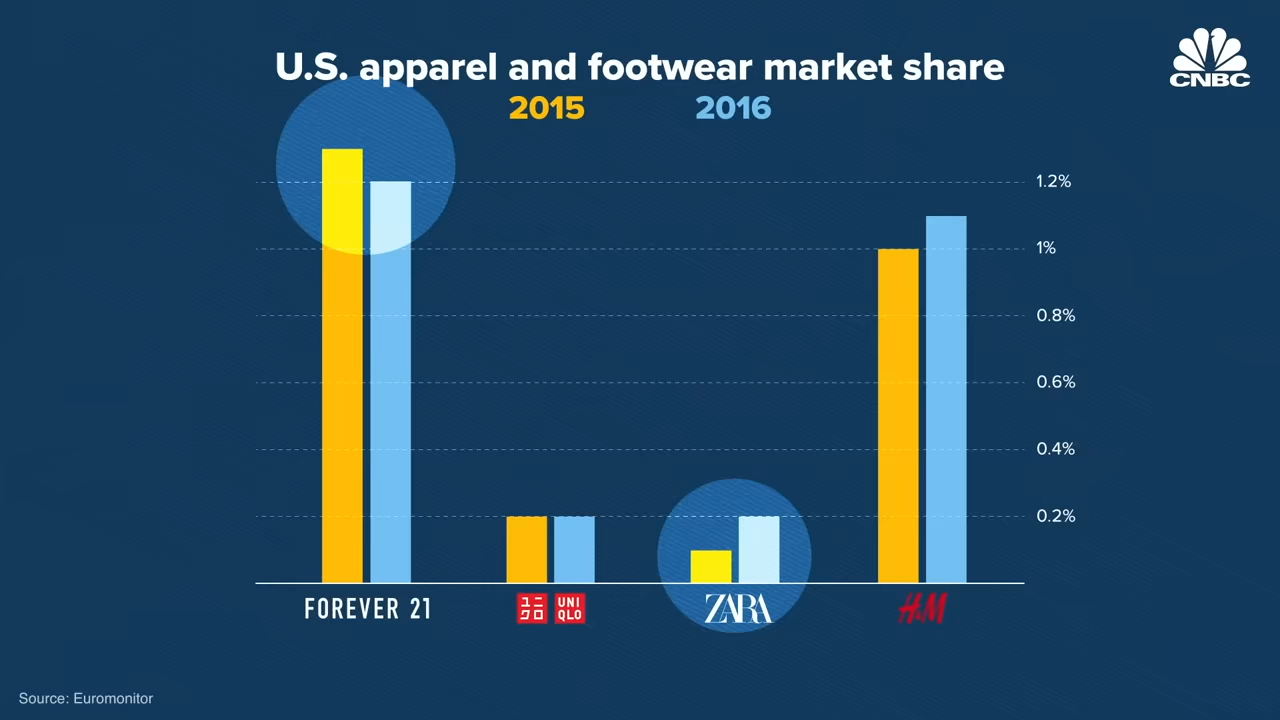 U.S. apparel and footwear market share
CNBC
2015 2016
1.2%
1%
0.8%
0.6%
0.4%
0.2%
FOREVER 21
ユニ
クロ
UNI
QLO
ZARA
H&M
Source: Euromonitor